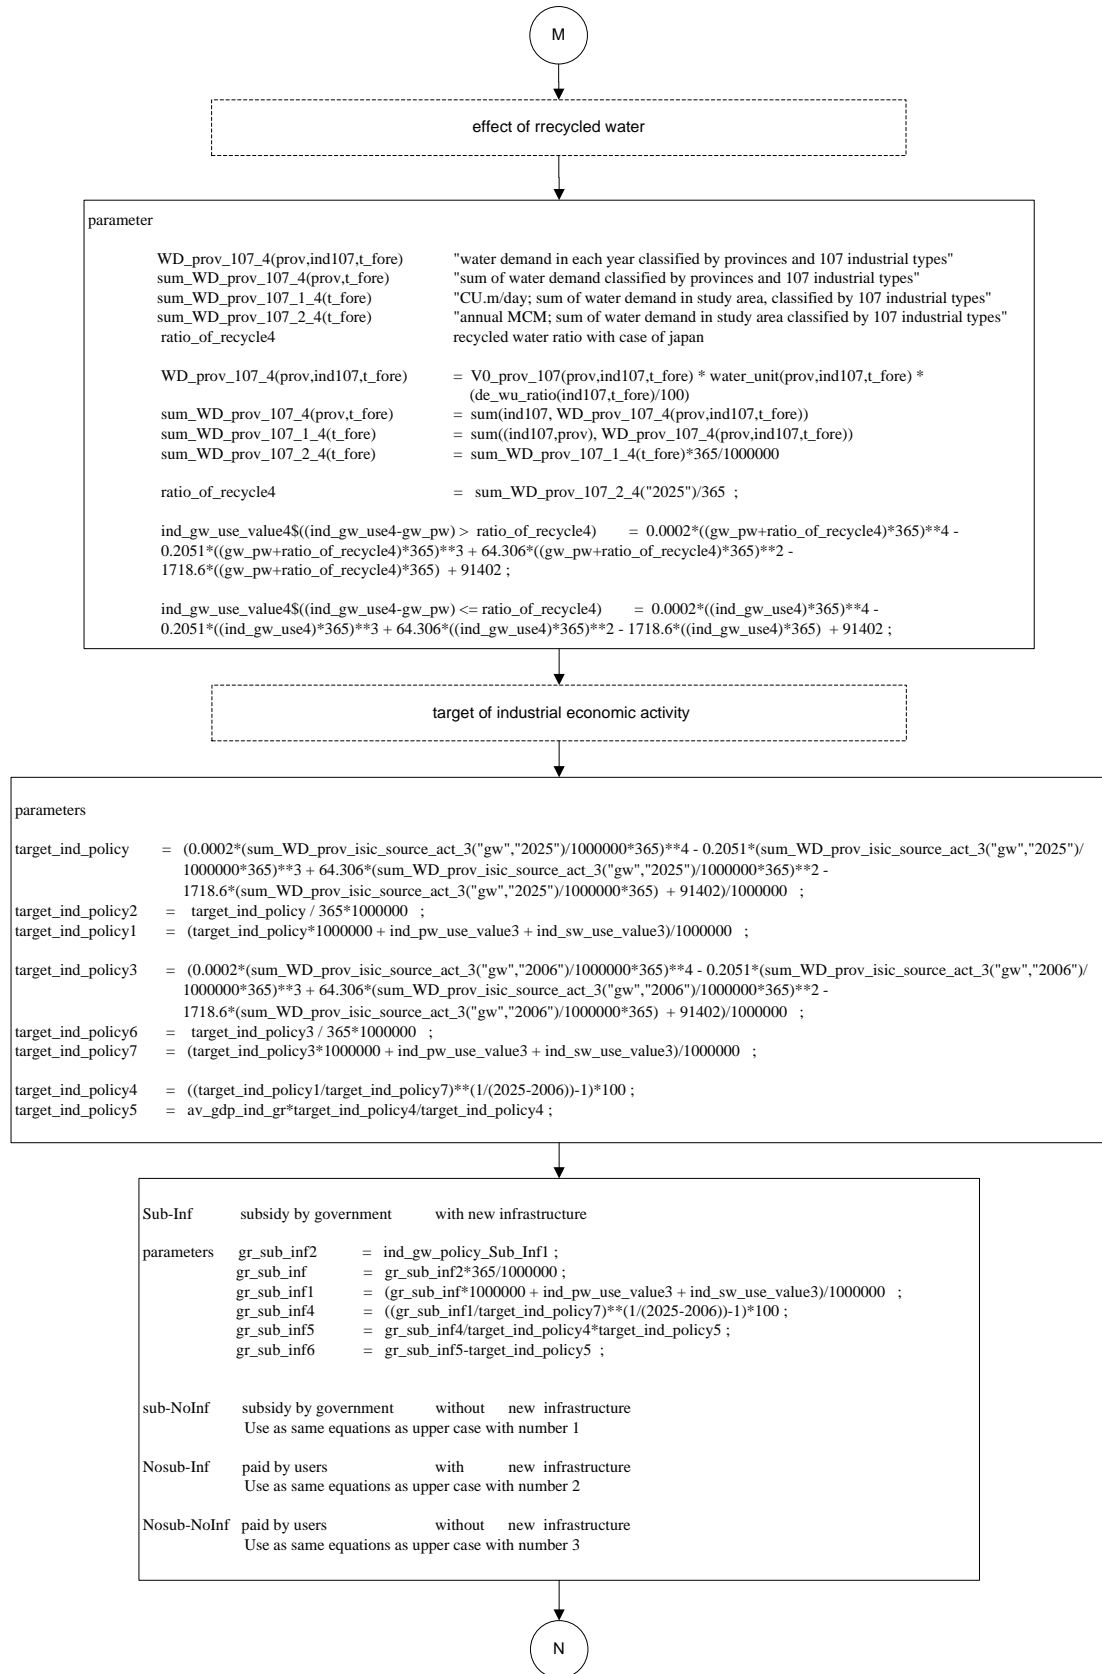 M
effect of rrecycled water
parameter
WD_prov_107_4(prov,ind107,t_fore) "water demand in each year classified by provinces and 107 industrial types"
sum_WD_prov_107_4(prov,t_fore) "sum of water demand classified by provinces and 107 industrial types"
sum_WD_prov_107_1_4(t_fore) "CU.m/day; sum of water demand in study area, classified by 107 industrial types"
sum_WD_prov_107_2_4(t_fore) "annual MCM; sum of water demand in study area classified by 107 industrial types"
ratio_of_recycle4 recycled water ratio with case of japan
WD_prov_107_4(prov,ind107,t_fore) = V0_prov_107(prov,ind107,t_fore) * water_unit(prov,ind107,t_fore) *
(de_wu_ratio(ind107,t_fore)/100)
sum_WD_prov_107_4(prov,t_fore) = sum(ind107, WD_prov_107_4(prov,ind107,t_fore))
sum_WD_prov_107_1_4(t_fore) = sum((ind107,prov), WD_prov_107_4(prov,ind107,t_fore))
sum_WD_prov_107_2_4(t_fore) = sum_WD_prov_107_1_4(t_fore)*365/1000000
ratio_of_recycle4 = sum_WD_prov_107_2_4("2025")/365 ;
ind_gw_use_value4$((ind_gw_use4-gw_pw) > ratio_of_recycle4) = 0.0002*((gw_pw+ratio_of_recycle4)*365)**4 -
0.2051*((gw_pw+ratio_of_recycle4)*365)**3 + 64.306*((gw_pw+ratio_of_recycle4)*365)**2 -
1718.6*((gw_pw+ratio_of_recycle4)*365) + 91402 ;
ind_gw_use_value4$((ind_gw_use4-gw_pw) <= ratio_of_recycle4) = 0.0002*((ind_gw_use4)*365)**4 -
0.2051*((ind_gw_use4)*365)**3 + 64.306*((ind_gw_use4)*365)**2 - 1718.6*((ind_gw_use4)*365) + 91402 ;
target of industrial economic activity
parameters
target_ind_policy = (0.0002*(sum_WD_prov_isic_source_act_3("gw","2025")/1000000*365)**4 - 0.2051*(sum_WD_prov_isic_source_act_3("gw","2025")/
1000000*365)**3 + 64.306*(sum_WD_prov_isic_source_act_3("gw","2025")/1000000*365)**2 -
1718.6*(sum_WD_prov_isic_source_act_3("gw","2025")/1000000*365) + 91402)/1000000 ;
target_ind_policy2 = target_ind_policy / 365*1000000 ;
target_ind_policy1 = (target_ind_policy*1000000 + ind_pw_use_value3 + ind_sw_use_value3)/1000000 ;
target_ind_policy3 = (0.0002*(sum_WD_prov_isic_source_act_3("gw","2006")/1000000*365)**4 - 0.2051*(sum_WD_prov_isic_source_act_3("gw","2006")/
1000000*365)**3 + 64.306*(sum_WD_prov_isic_source_act_3("gw","2006")/1000000*365)**2 -
1718.6*(sum_WD_prov_isic_source_act_3("gw","2006")/1000000*365) + 91402)/1000000 ;
target_ind_policy6 = target_ind_policy3 / 365*1000000 ;
target_ind_policy7 = (target_ind_policy3*1000000 + ind_pw_use_value3 + ind_sw_use_value3)/1000000 ;
target_ind_policy4 = ((target_ind_policy1/target_ind_policy7)**(1/(2025-2006))-1)*100 ;
target_ind_policy5 = av_gdp_ind_gr*target_ind_policy4/target_ind_policy4 ;
Sub-Inf subsidy by government with new infrastructure
parameters gr_sub_inf2 = ind_gw_policy_Sub_Inf1 ;
gr_sub_inf = gr_sub_inf2*365/1000000 ;
gr_sub_inf1 = (gr_sub_inf*1000000 + ind_pw_use_value3 + ind_sw_use_value3)/1000000 ;
gr_sub_inf4 = ((gr_sub_inf1/target_ind_policy7)**(1/(2025-2006))-1)*100 ;
gr_sub_inf5 = gr_sub_inf4/target_ind_policy4*target_ind_policy5 ;
gr_sub_inf6 = gr_sub_inf5-target_ind_policy5 ;
sub-NoInf subsidy by government without new infrastructure
Use as same equations as upper case with number 1
Nosub-Inf paid by users with new infrastructure
Use as same equations as upper case with number 2
Nosub-NoInf paid by users without new infrastructure
Use as same equations as upper case with number 3
N